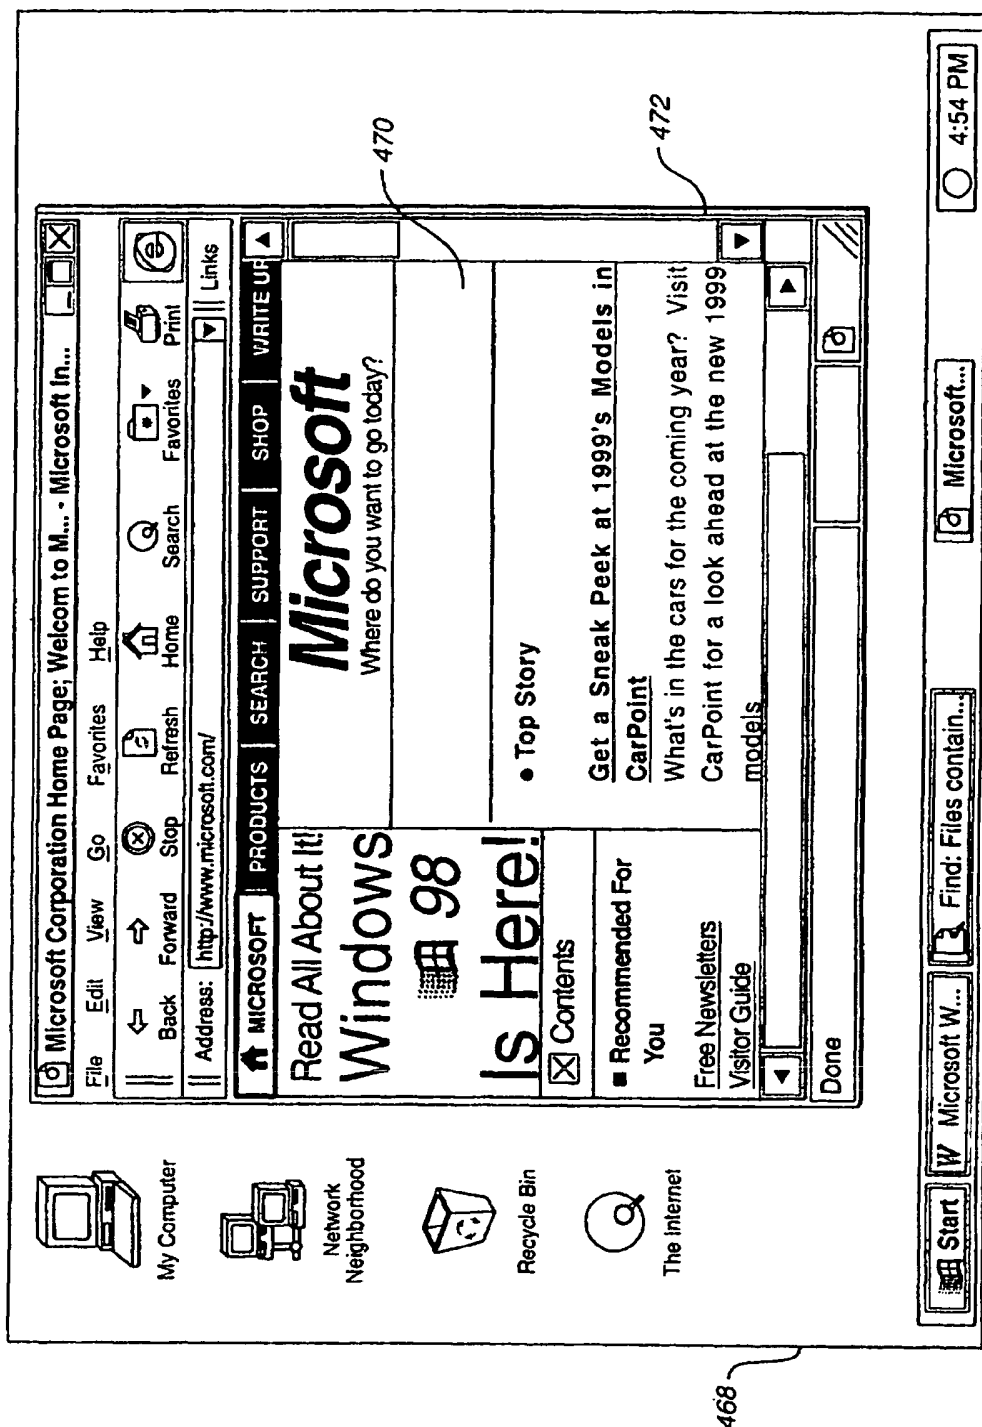 Microsoft Corporation Home Page; Welcom to M... - Microsoft In...
File Edit View Go Favorites Help
Back Forward Stop Refresh Home Search Favorites Print
Address: http://www.microsoft.com/ Links
MICROSOFT PRODUCTS SEARCH SUPPORT SHOP WRITE UP
Read All About It!
Windows
98
Is Here!
Contents
■ Recommended For
You
Free Newsletters
Visitor Guide
Microsoft
Where do you want to go today?
• Top Story
Get a Sneak Peek at 1999's Models in
CarPoint
What's in the cars for the coming year? Visit
CarPoint for a look ahead at the new 1999
models
Done
My Computer
Network
Neighborhood
Recycle Bin
The Internet
Start W Microsoft W... Find: Files contain... Microsoft... 4:54 PM
470
472
468